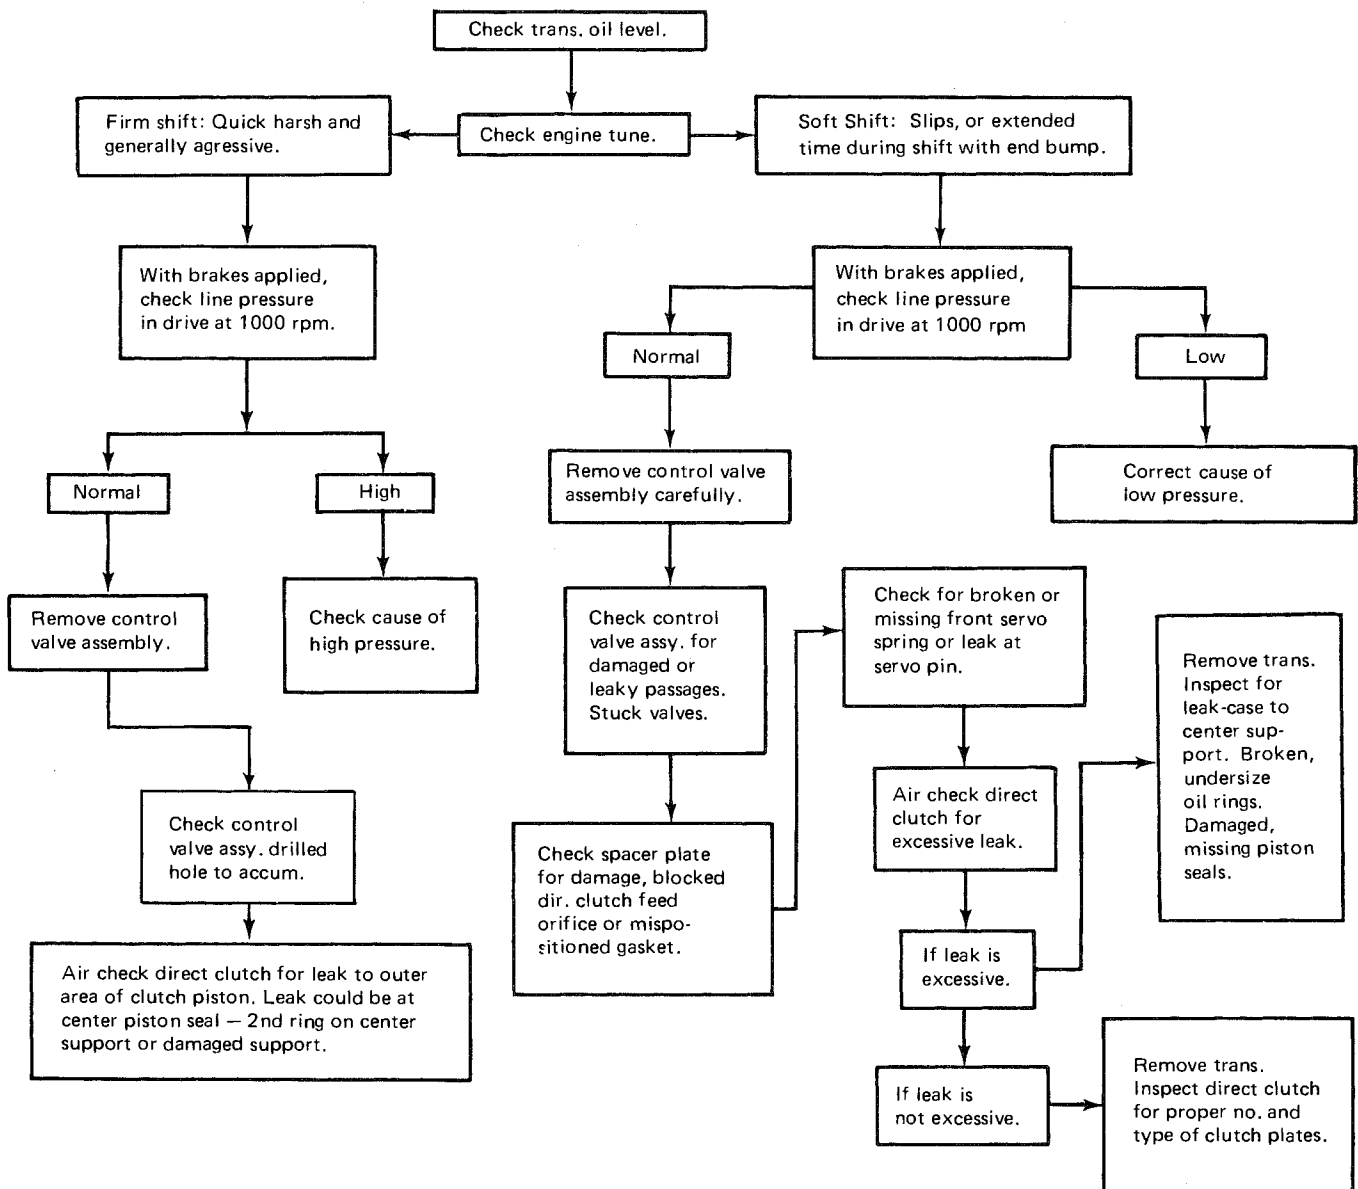 Check trans. oil level.
Check engine tune.
Firm shift: Quick harsh and
generally agressive.
With brakes applied,
check line pressure
in drive at 1000 rpm.
Normal
Remove control
valve assembly.
Check control
valve assy. drilled
hole to accum.
Air check direct clutch for leak to outer
area of clutch piston. Leak could be at
center piston seal — 2nd ring on center
support or damaged support.
High
Check cause of
high pressure.
Soft Shift: Slips, or extended
time during shift with end bump.
With brakes applied,
check line pressure
in drive at 1000 rpm
Normal
Remove control valve
assembly carefully.
Check control
valve assy. for
damaged or
leaky passages.
Stuck valves.
Check spacer plate
for damage, blocked
dir. clutch feed
orifice or mispo-
sitioned gasket.
Check for broken or
missing front servo
spring or leak at
servo pin.
Air check direct
clutch for
excessive leak.
If leak is
excessive.
Remove trans.
Inspect for
leak-case to
center sup-
port. Broken,
undersize
oil rings.
Damaged,
missing piston
seals.
If leak is
not excessive.
Remove trans.
Inspect direct clutch
for proper no. and
type of clutch plates.
Low
Correct cause of
low pressure.